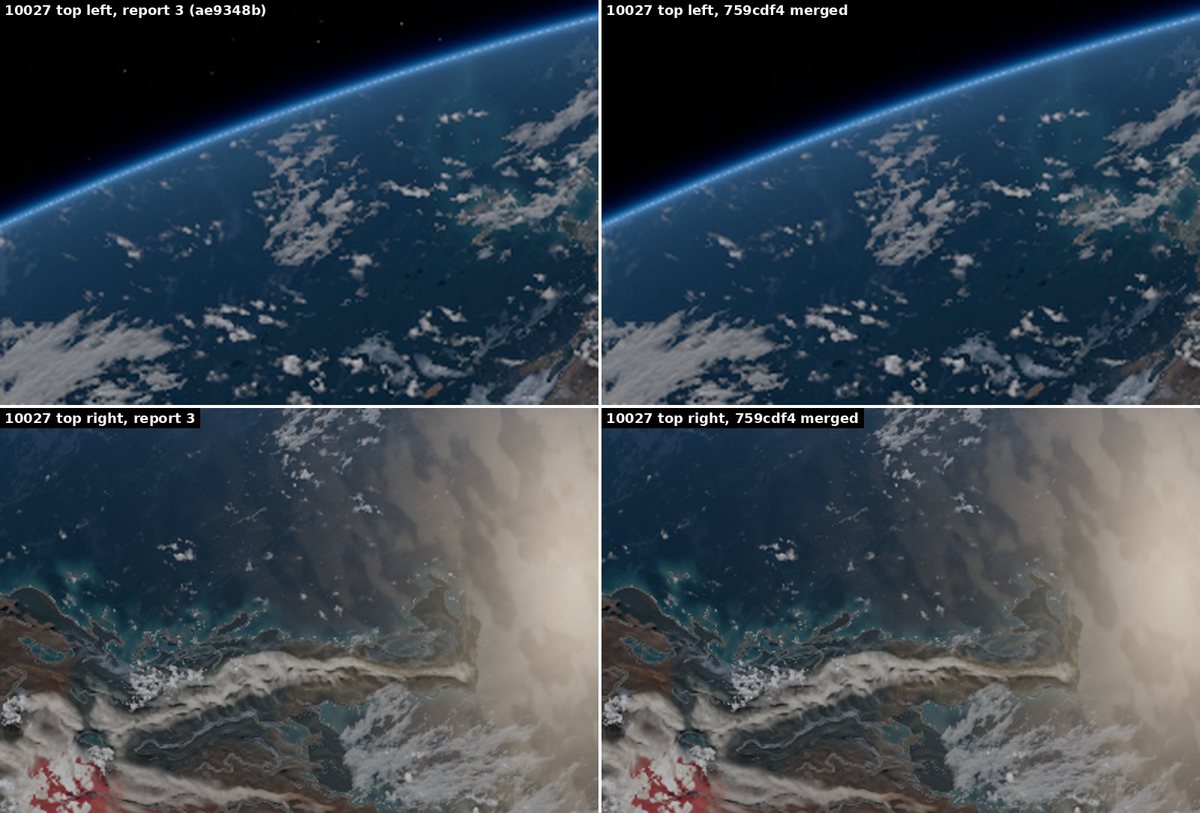 10027 top left, report 3 (ae9348b)
10027 top left, 759cdf4 merged
10027 top right, report 3
10027 top right, 759cdf4 merged